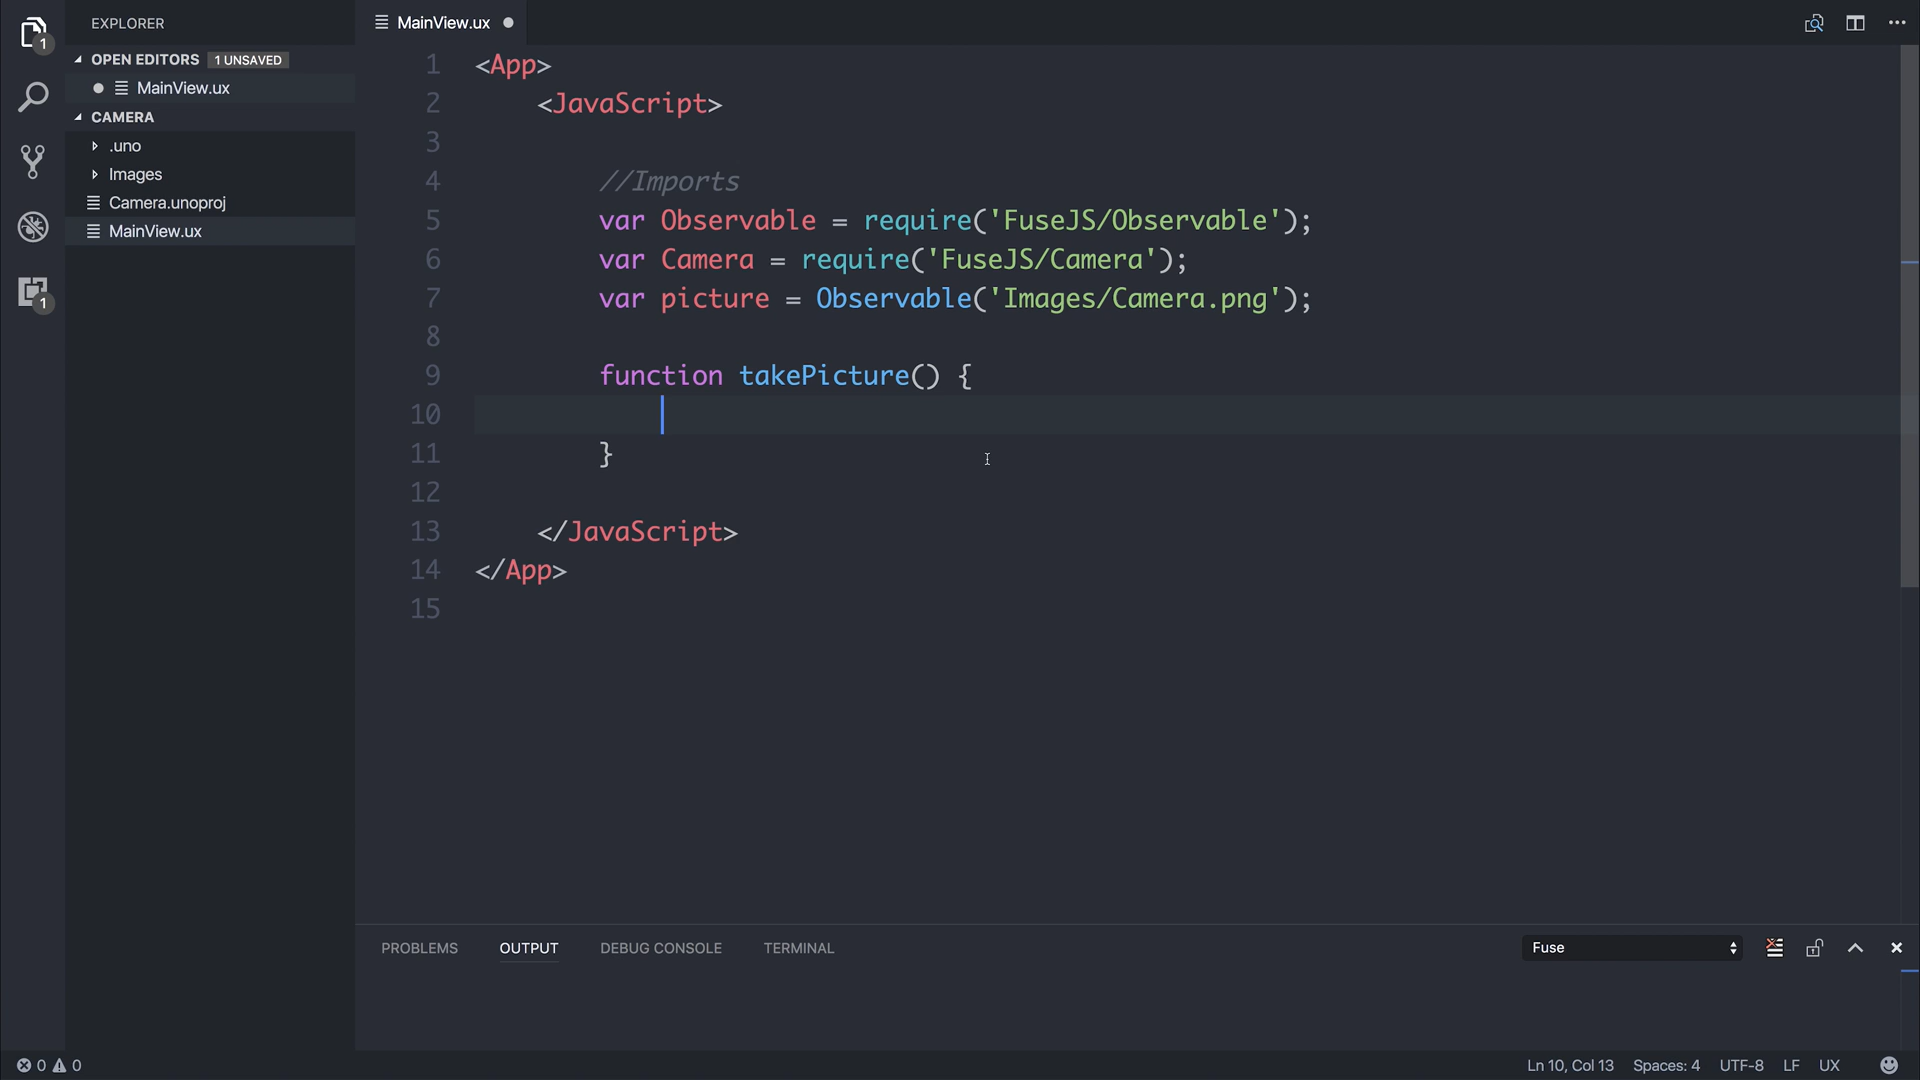 EXPLORER
OPEN EDITORS 1 UNSAVED
MainView.ux
CAMERA
.uno
Images
Camera.unoproj
MainView.ux
1
1
MainView.ux
1 <App>
2 <JavaScript>
3
4 //Imports
5 var Observable = require('FuseJS/Observable');
6 var Camera = require('FuseJS/Camera');
7 var picture = Observable('Images/Camera.png');
8
9 function takePicture() {
10
11 }
12
13 </JavaScript>
14 </App>
15
PROBLEMS OUTPUT DEBUG CONSOLE TERMINAL Fuse
0 0 Ln 10, Col 13 Spaces: 4 UTF-8 LF UX